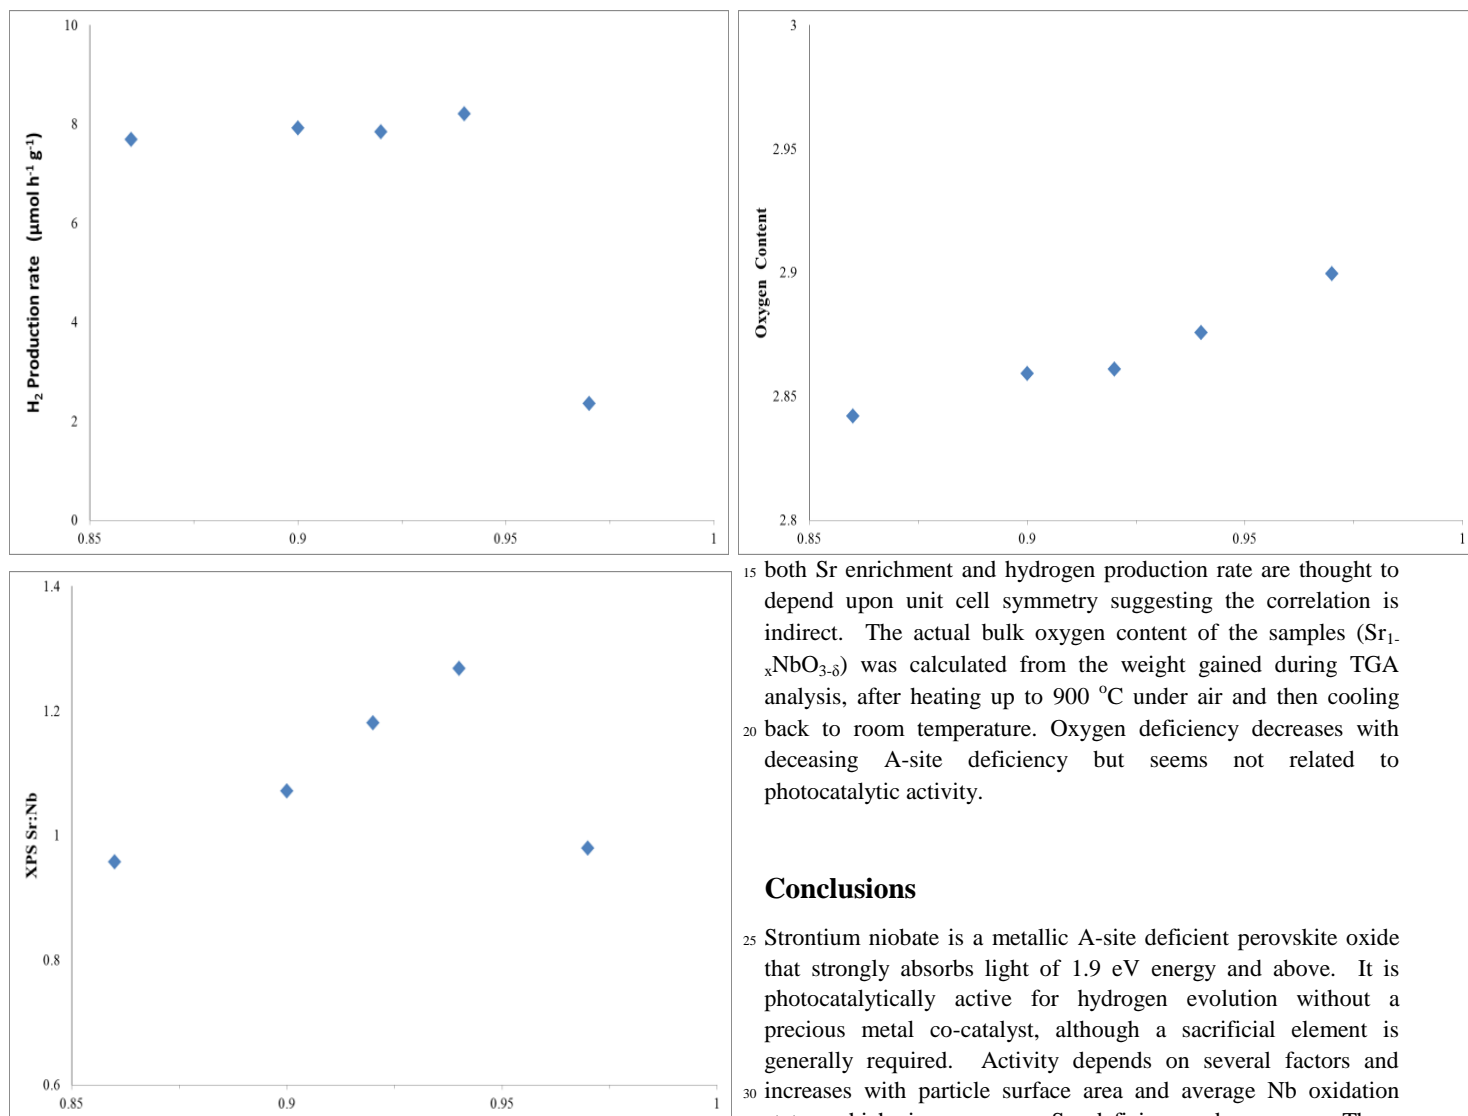 10
8
6
4
2
0
0.85
0.9
0.95
1
H2 Production rate (μmol h-1 g-1)
3
2.95
2.9
2.85
2.8
0.85
0.9
0.95
1
Oxygen Content
1.4
1.2
1
0.8
0.6
0.85
0.9
0.95
1
XPS Sr:Nb
15 both Sr enrichment and hydrogen production rate are thought to
depend upon unit cell symmetry suggesting the correlation is
indirect. The actual bulk oxygen content of the samples (Sr1-
xNbO3-δ) was calculated from the weight gained during TGA
analysis, after heating up to 900 oC under air and then cooling
20 back to room temperature. Oxygen deficiency decreases with
deceasing A-site deficiency but seems not related to
photocatalytic activity.
Conclusions
25 Strontium niobate is a metallic A-site deficient perovskite oxide
that strongly absorbs light of 1.9 eV energy and above. It is
photocatalytically active for hydrogen evolution without a
precious metal co-catalyst, although a sacrificial element is
generally required. Activity depends on several factors and
30 increases with particle surface area and average Nb oxidation